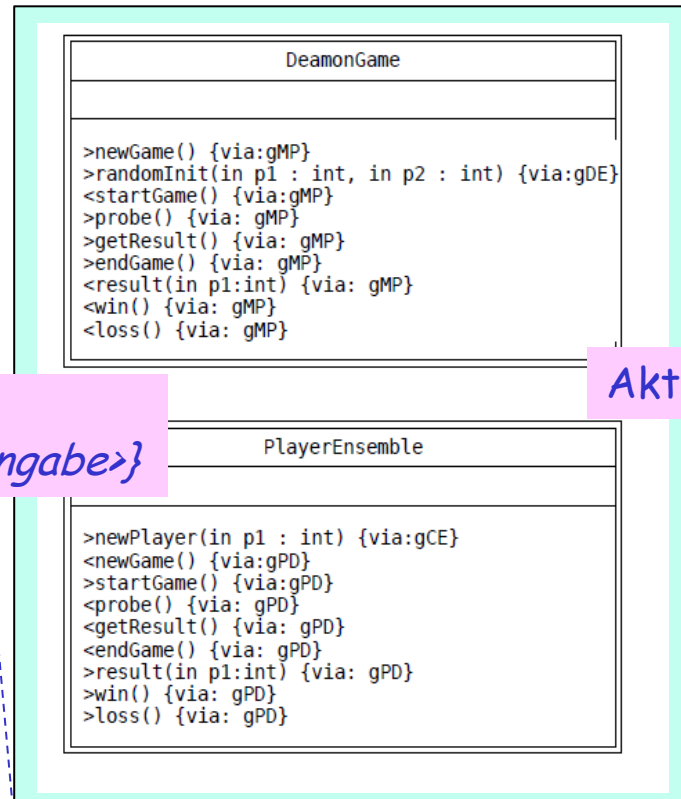 DeamonGame
>newGame() {via:gMP}
>randomInit(in p1 : int, in p2 : int) {via:gDE}
<startGame() {via:gMP}
>probe() {via: gMP}
>getResult() {via: gMP}
>endGame() {via: gMP}
<result(in p1:int) {via: gMP}
<win() {via: gMP}
<loss() {via: gMP}
Akt
ngabe>}
PlayerEnsemble
>newPlayer(in p1 : int) {via:gCE}
<newGame() {via:gPD}
>startGame() {via:gPD}
<probe() {via: gPD}
<getResult() {via: gPD}
<endGame() {via: gPD}
>result(in p1:int) {via: gPD}
>win() {via: gPD}
>loss() {via: gPD}